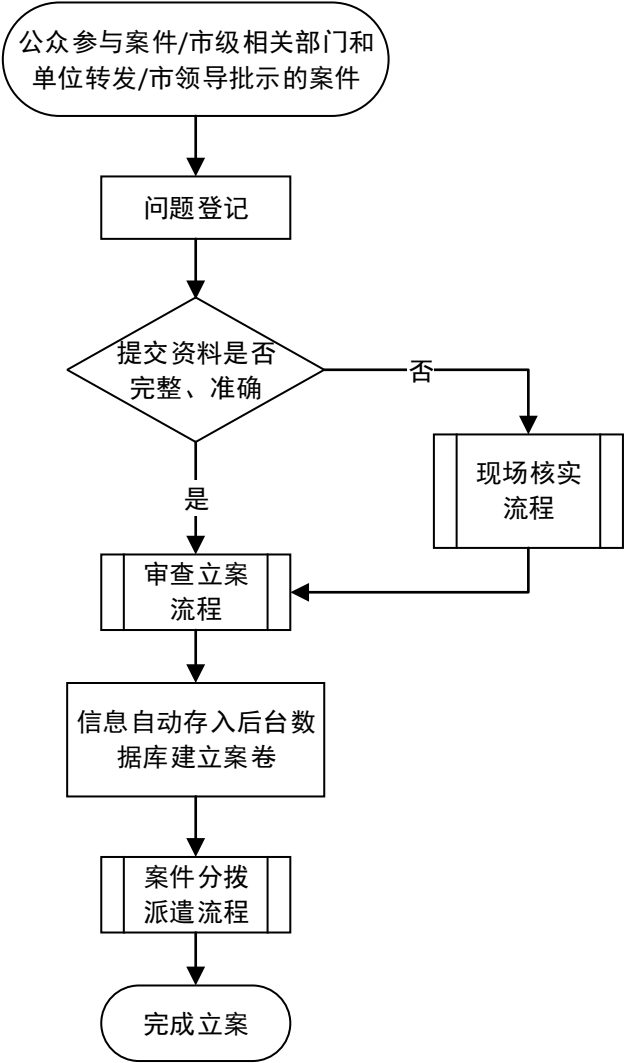 公众参与案件/市级相关部门和
单位转发/市领导批示的案件
问题登记
提交资料是否
完整、准确
否
现场核实
流程
是
审查立案
流程
信息自动存入后台数
据库建立案卷
案件分拨
派遣流程
完成立案